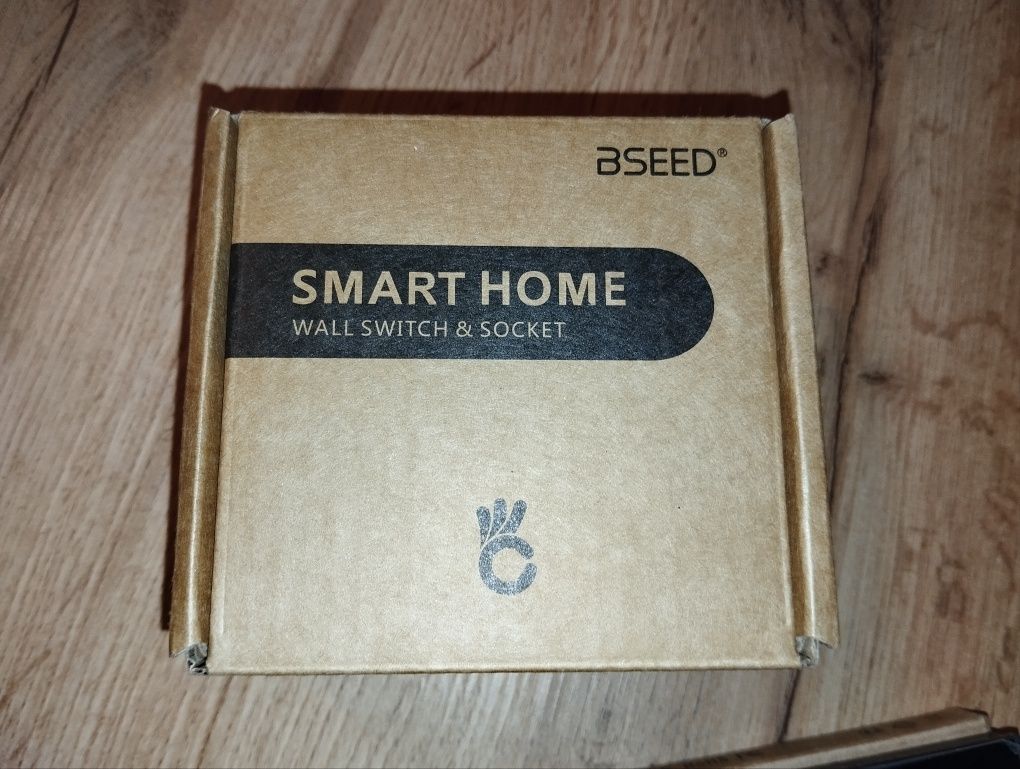 BSEED®
SMART HOME
WALL SWITCH & SOCKET